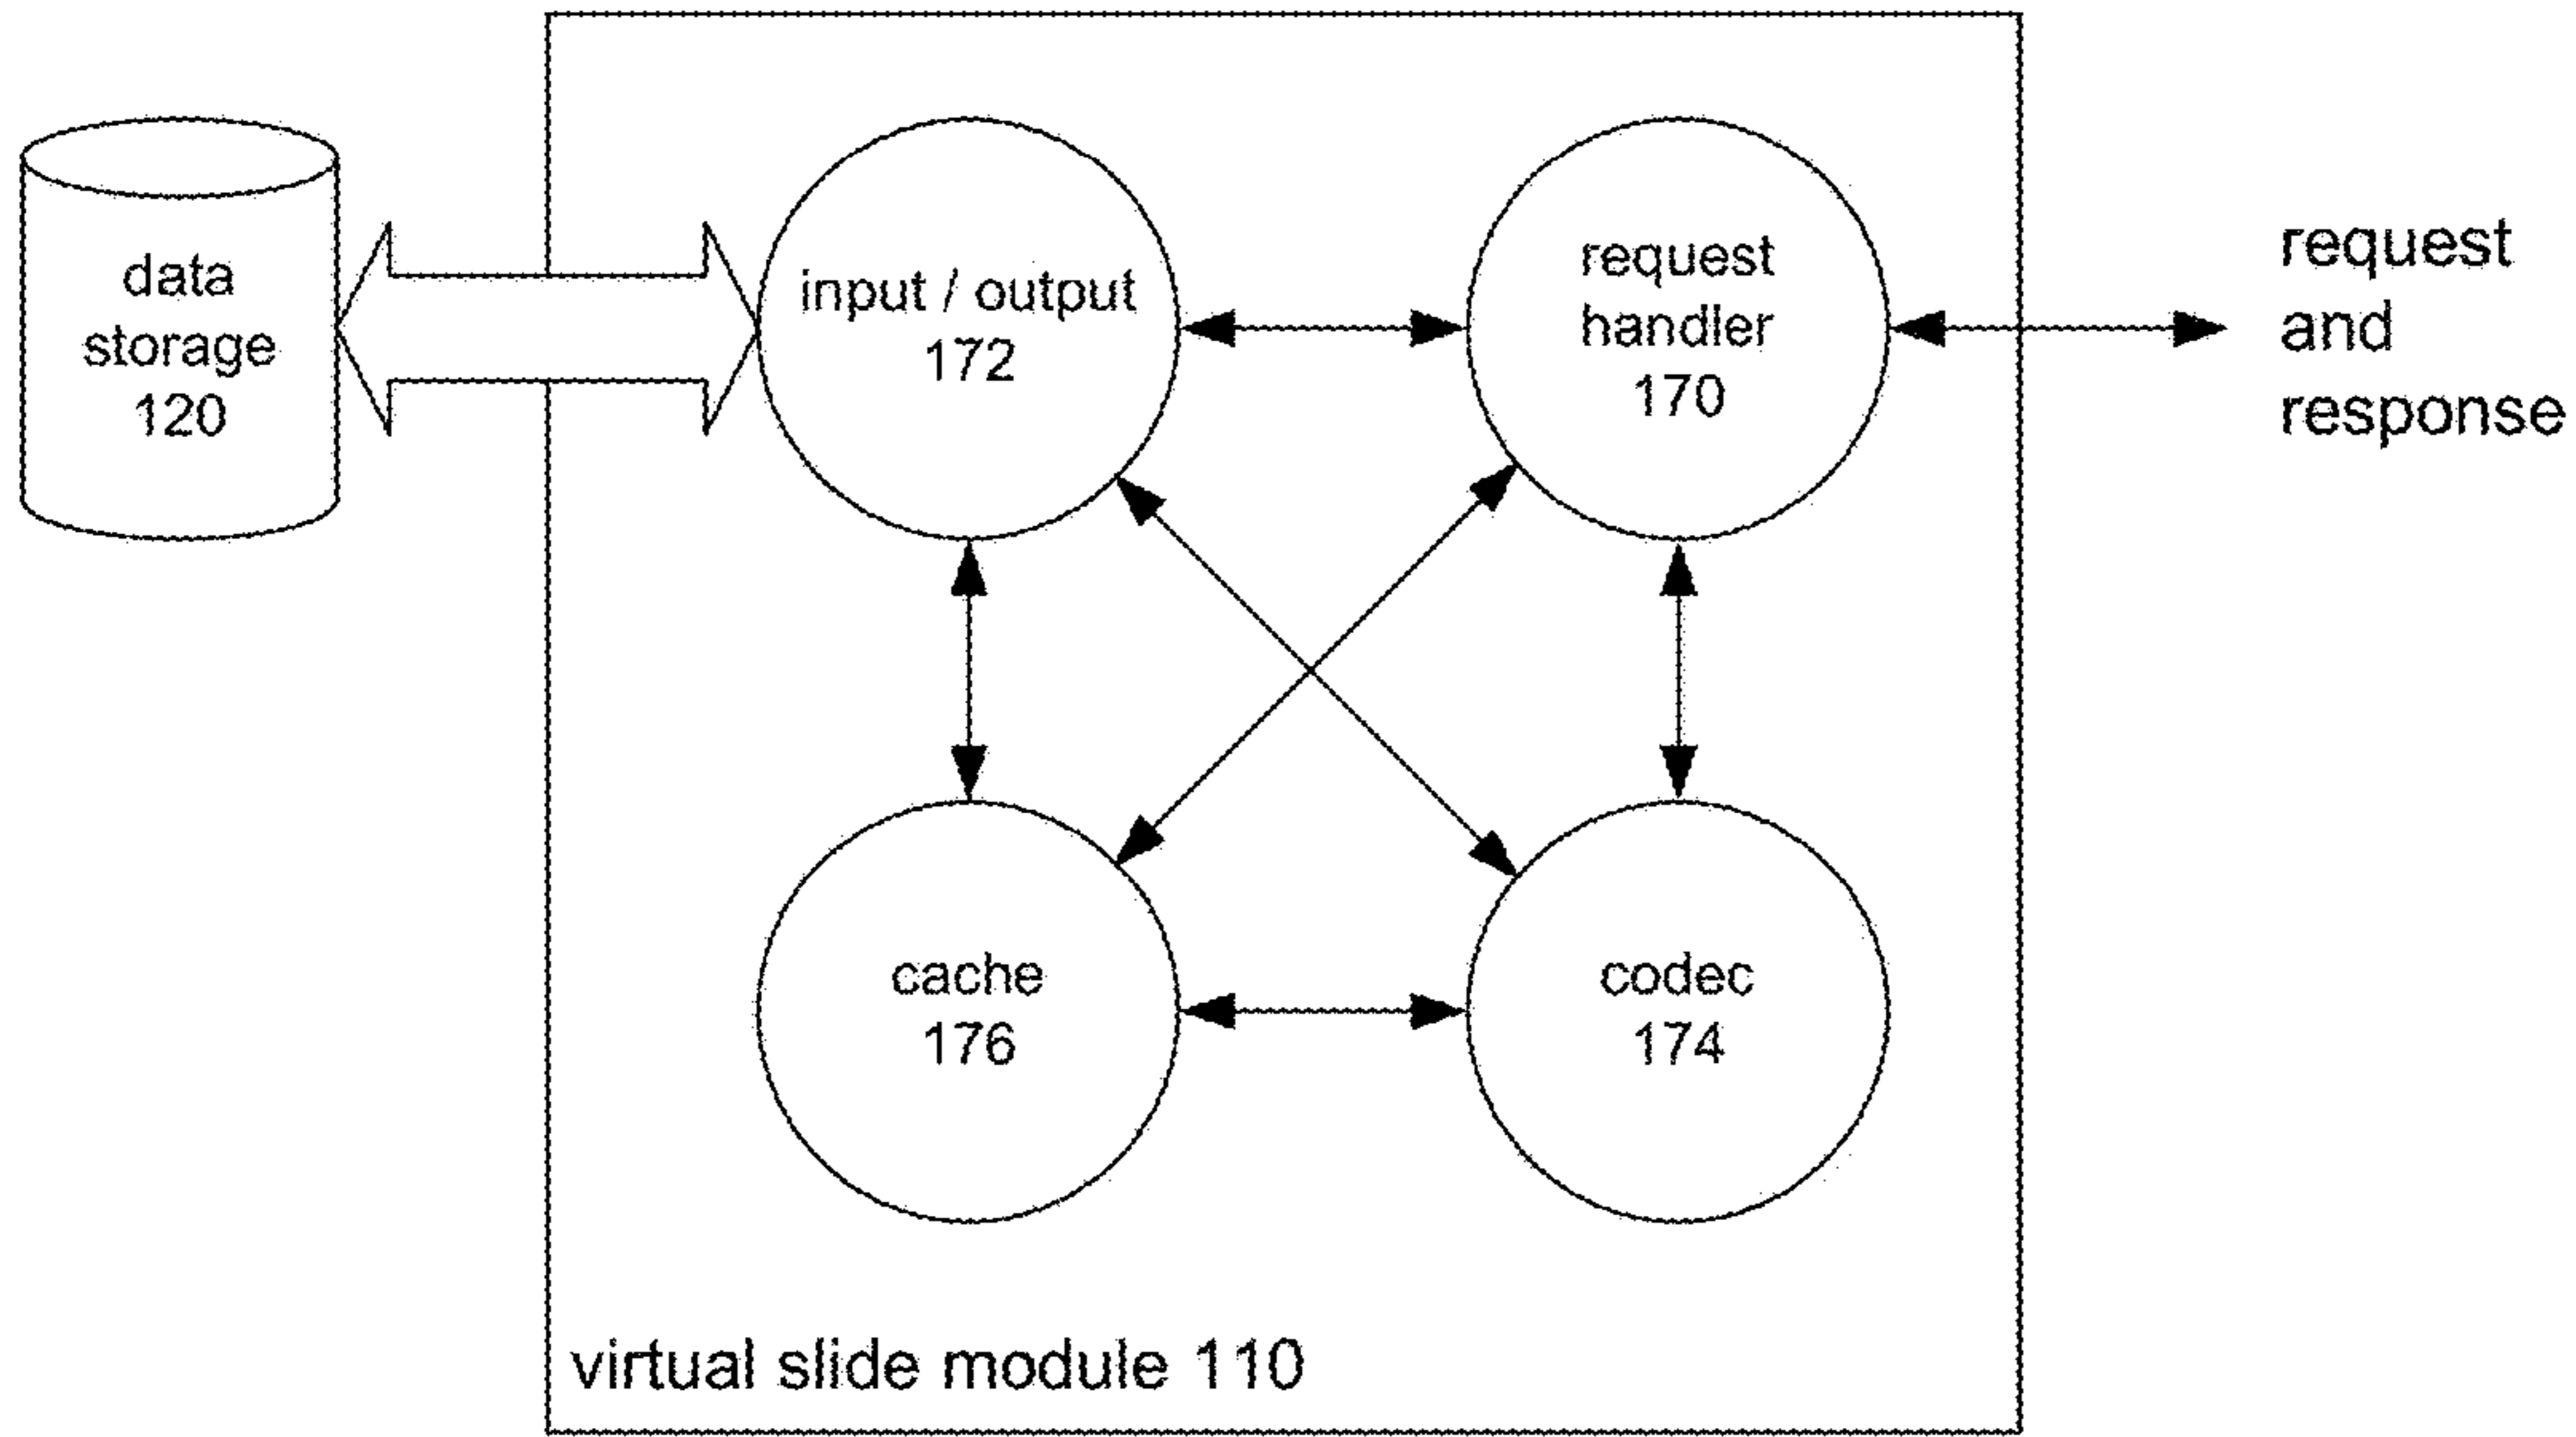 data
storage
120
input / output
172
request
handler
170
request
and
response
cache
176
codec
174
virtual slide module 110